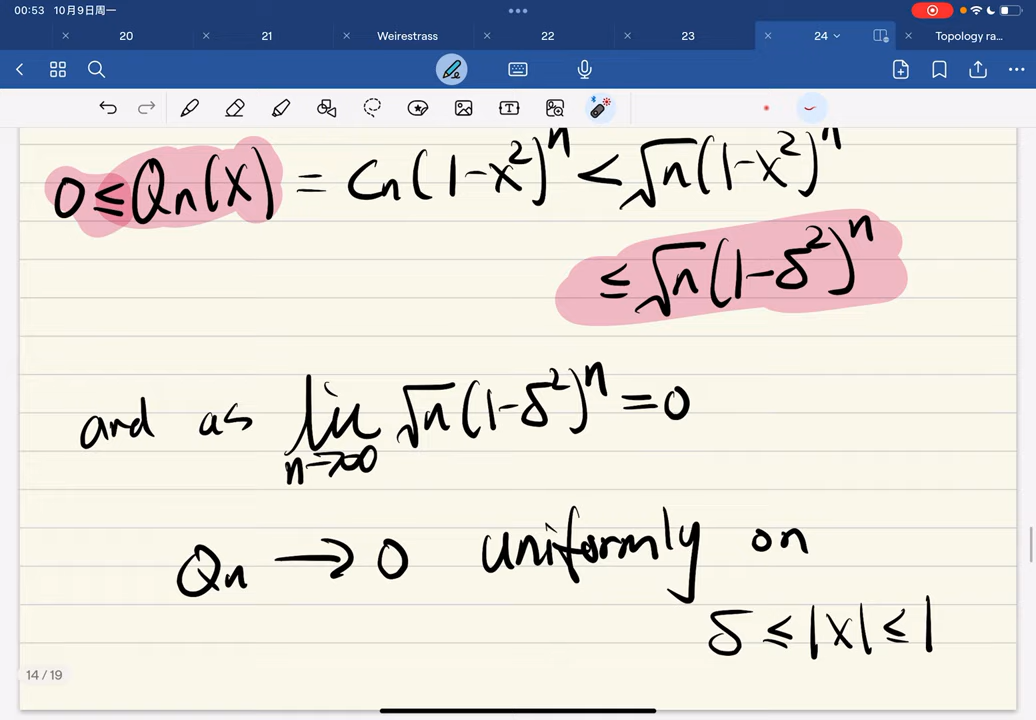 00:53 10月9日周一
20 21 Weirestrass 22 23 24 Topology ra...
0 ≤ Qn(x) = Cn(1-x²)ⁿ < √n(1-x²)ⁿ
≤ √n(1-δ²)ⁿ
and as lim √n(1-δ²)ⁿ = 0
n→∞
Qn → 0 uniformly on
δ ≤ |x| ≤ 1
14 / 19